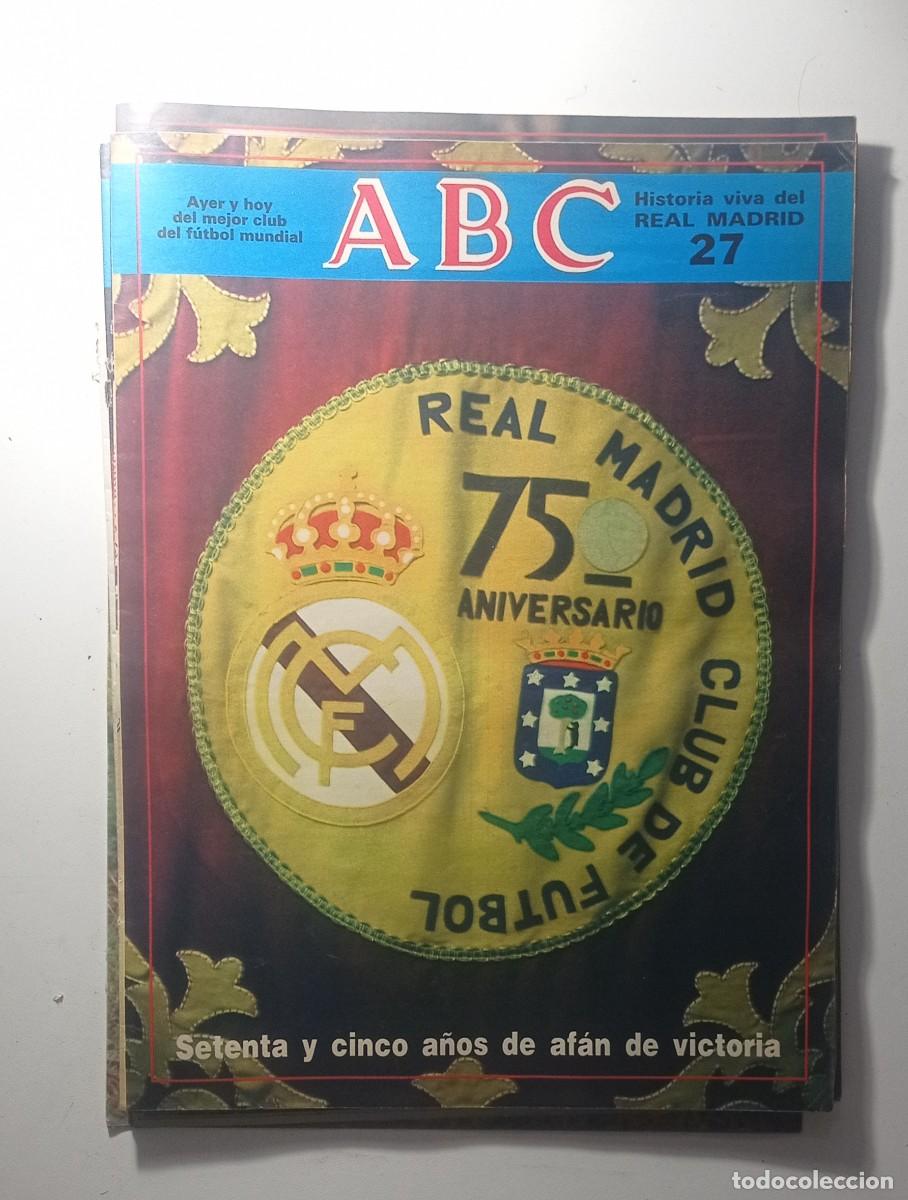 Ayer y hoy
del mejor club
del fútbol mundial
ABC
Historia viva del
REAL MADRID
27
REAL MADRID CLUB DE FUTBOL
75º
ANIVERSARIO
MCF
Setenta y cinco años de afán de victoria
todocoleccion